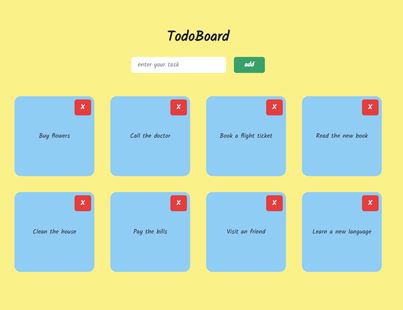 TodoBoard
enter your task
add
X
X
X
X
Buy flowers
Call the doctor
Book a flight ticket
Read the new book
X
X
X
X
Clean the house
Pay the bills
Visit an friend
Learn a new language